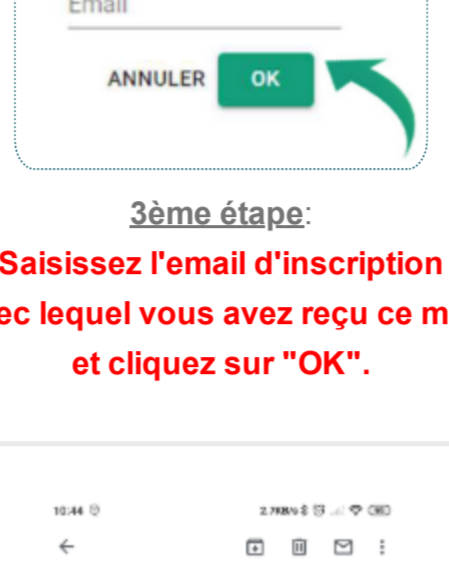 Email
ANNULER OK
3ème étape:
Saisissez l'email d'inscription
ec lequel vous avez reçu ce m
et cliquez sur "OK".
10:44